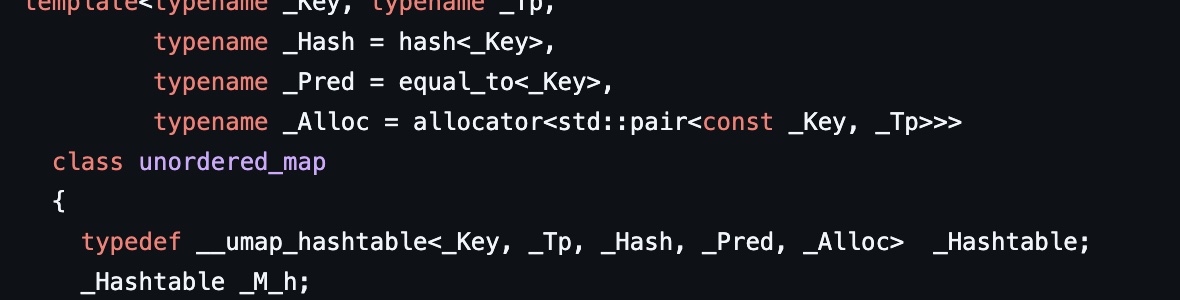 template<typename _Key, typename _Tp,
typename _Hash = hash<_Key>,
typename _Pred = equal_to<_Key>,
typename _Alloc = allocator<std::pair<const _Key, _Tp>>>
class unordered_map
{
typedef __umap_hashtable<_Key, _Tp, _Hash, _Pred, _Alloc>  _Hashtable;
_Hashtable _M_h;